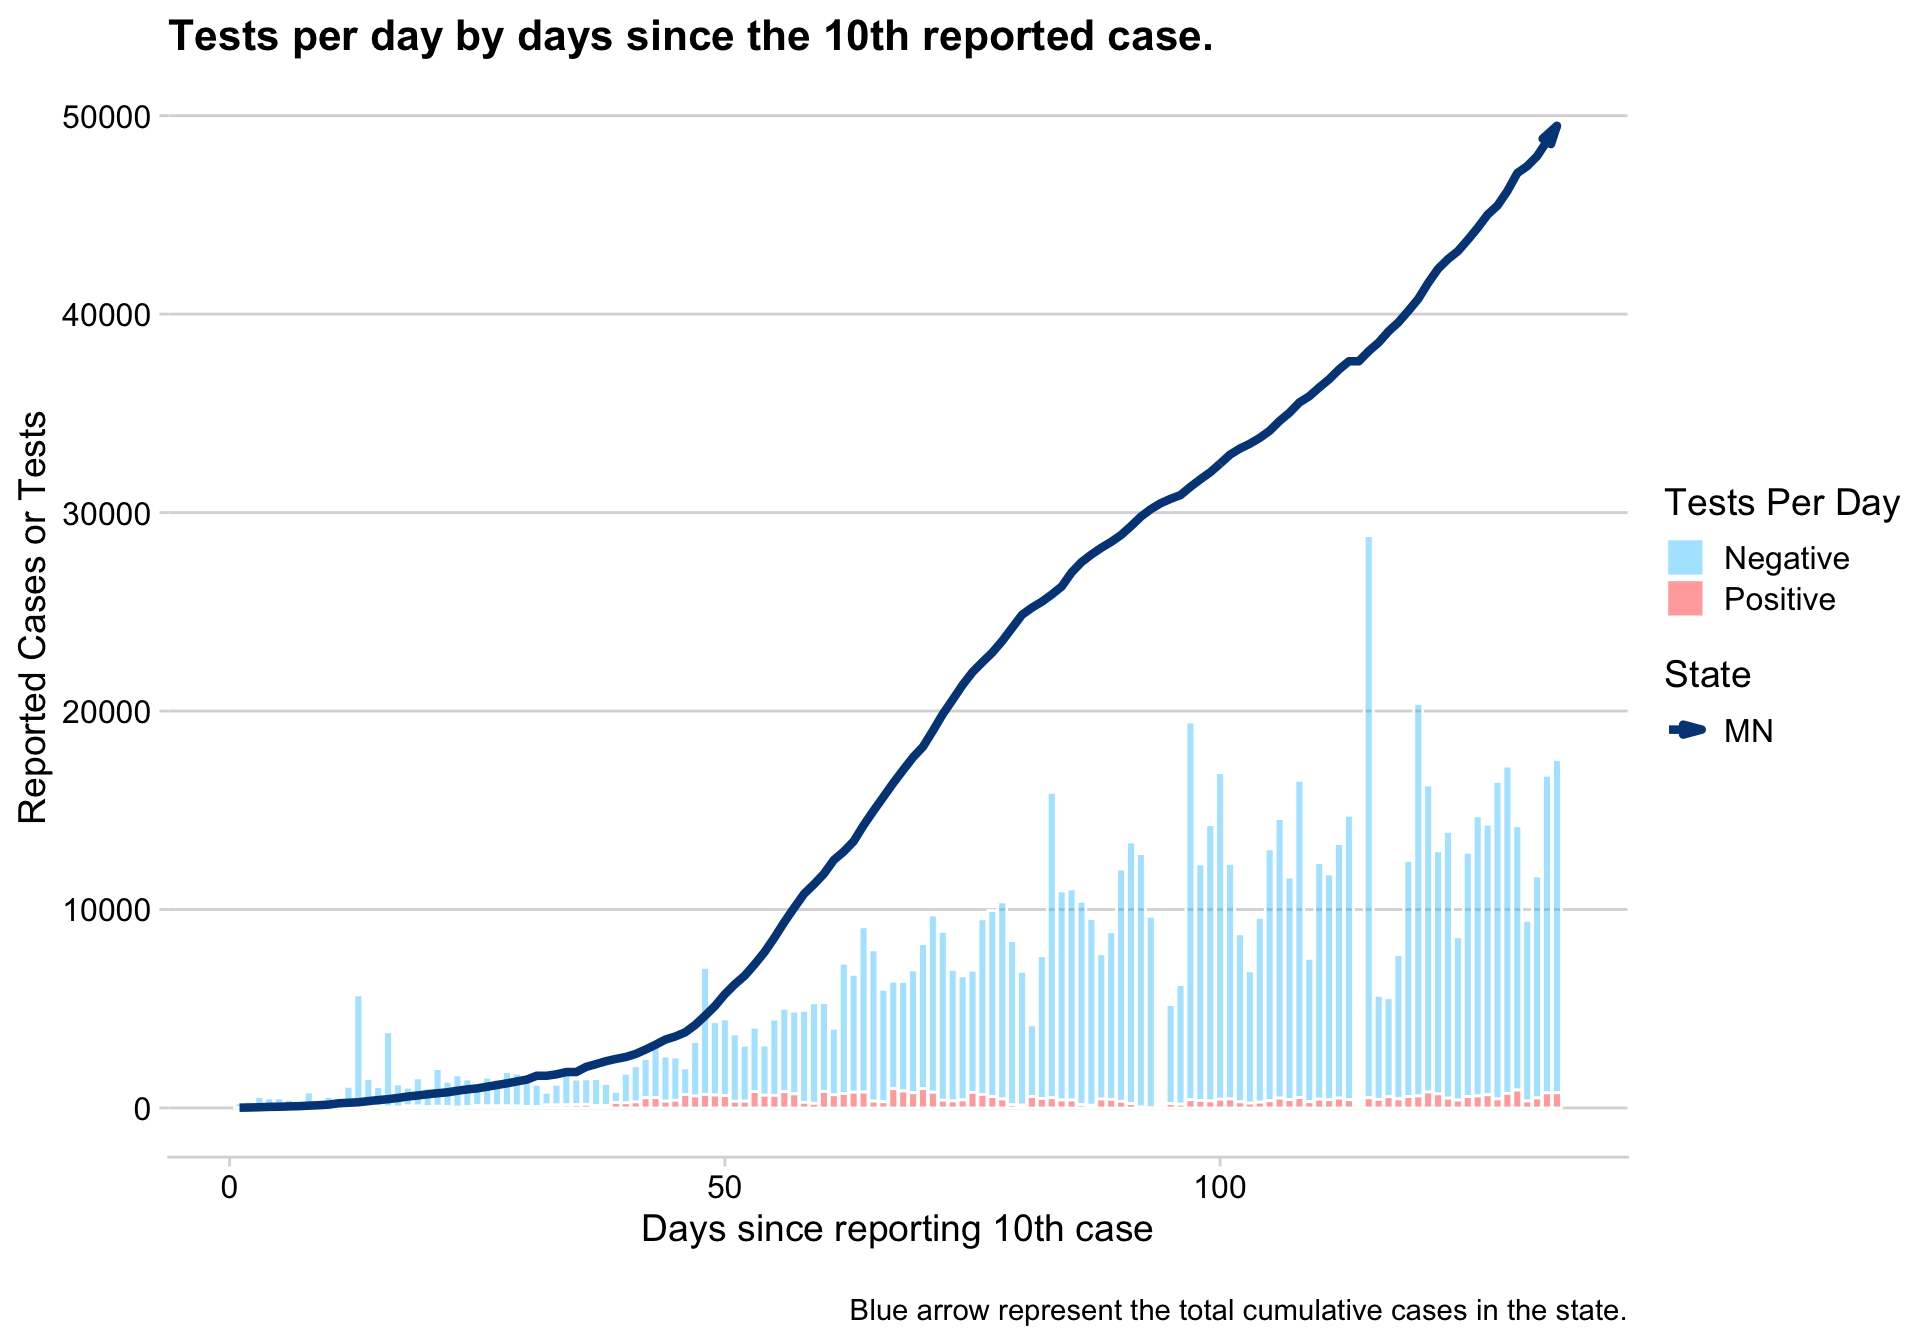 Tests per day by days since the 10th reported case.
50000
40000
30000
20000
10000
0
Reported Cases or Tests
0 50 100
Days since reporting 10th case
Tests Per Day
Negative
Positive
State
MN
Blue arrow represent the total cumulative cases in the state.